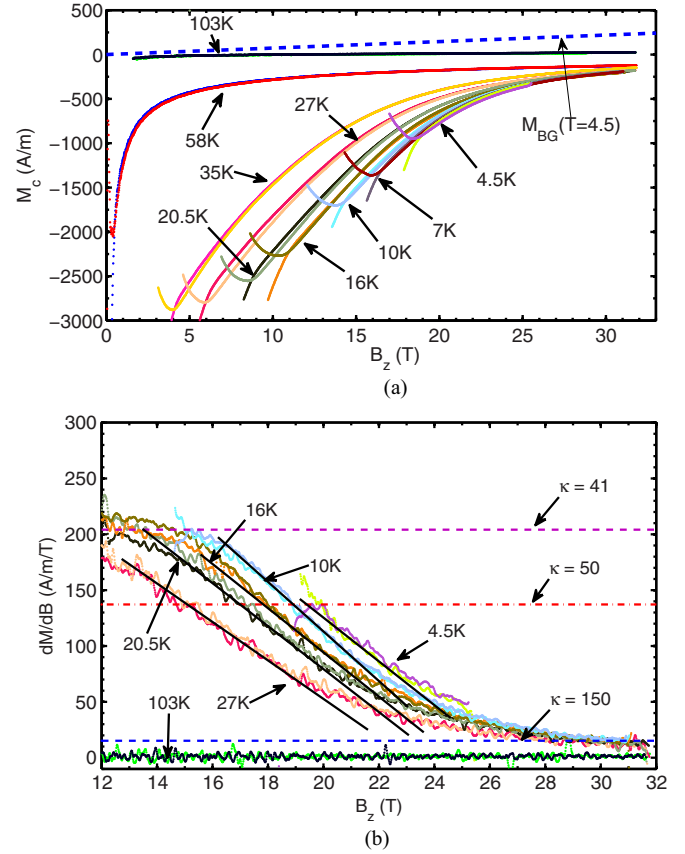 103K
100
0
−500
−1000
−1500
−2000
−2500
−3000
M_c (A/m)
58K
35K
27K
20.5K
16K
10K
7K
4.5K
M_BG(T=4.5)
0 5 10 15 20 25 30
B_z (T)
(a)
300
250
200
150
100
50
0
dM/dB (A/m/T)
κ = 41
16K
10K
κ = 50
20.5K
4.5K
κ = 150
27K
103K
12 14 16 18 20 22 24 26 28 30 32
B_z (T)
(b)